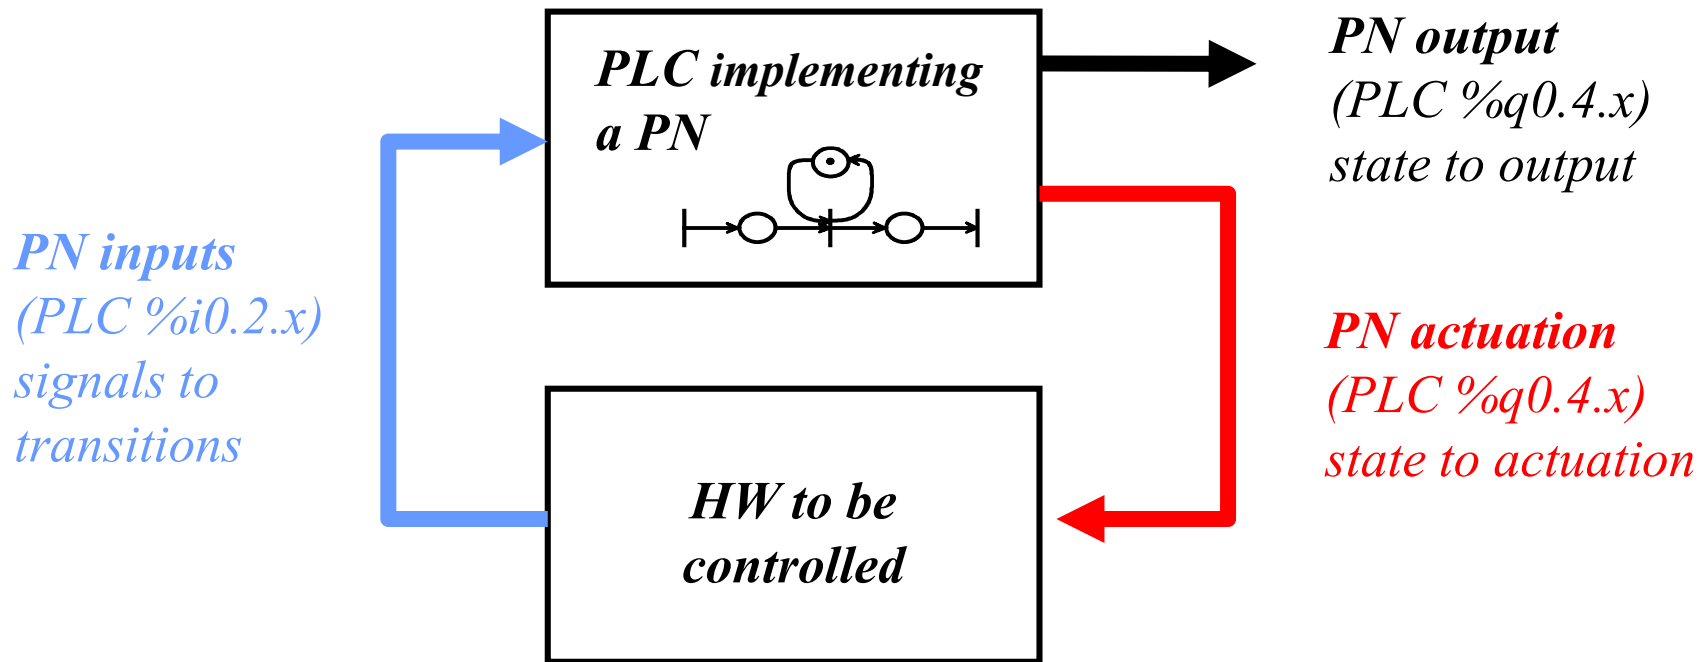 PLC implementing
a PN
PN output
(PLC %q0.4.x)
state to output
PN inputs
(PLC %i0.2.x)
signals to
transitions
PN actuation
(PLC %q0.4.x)
state to actuation
HW to be
controlled